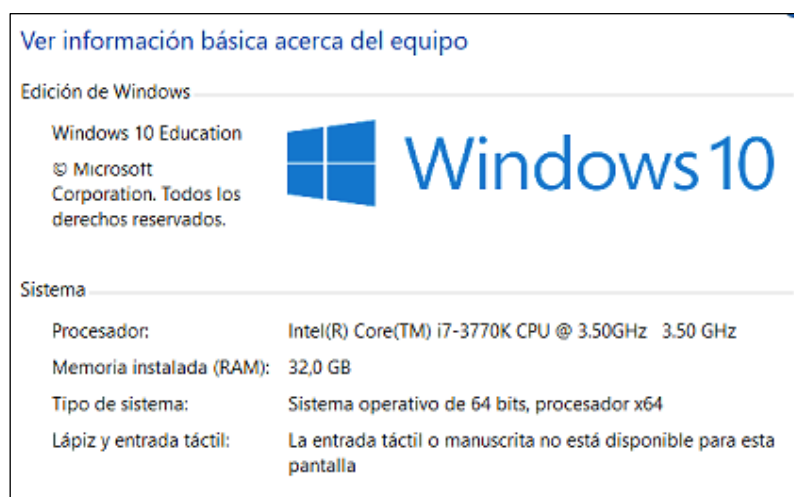 Ver información básica acerca del equipo
Edición de Windows
Windows 10 Education
© Microsoft
Corporation. Todos los
derechos reservados.
Windows 10
Sistema
Procesador: Intel(R) Core(TM) i7-3770K CPU @ 3.50GHz 3.50 GHz
Memoria instalada (RAM): 32,0 GB
Tipo de sistema: Sistema operativo de 64 bits, procesador x64
Lápiz y entrada táctil: La entrada táctil o manuscrita no está disponible para esta
pantalla